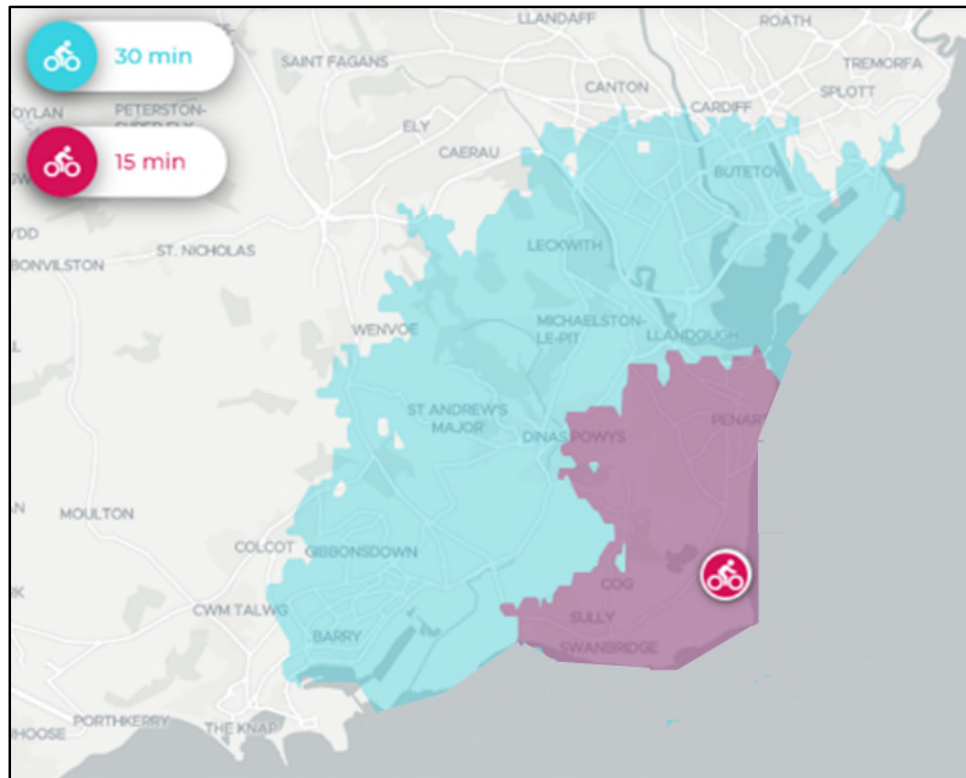 LLANDAFF
ROATH
30 min
SAINT FAGANS
TREMORFA
CANTON
SPLOTT
PETERSTON-
CARDIFF
ELY
15 min
CAERAU
ST. NICHOLAS
BONVILSTON
LECKWITH
MICHAELSTON-
LE-PIT
LLANDOUGH
WENVOE
ST ANDREW'S
MAJOR
DINAS POWYS
MOULTON
COLCOT
GIBBONSDOWN
COG
CWM TALWG
SULLY
BARRY
SWANBRIDGE
PORTHKERRY
THE KNAP